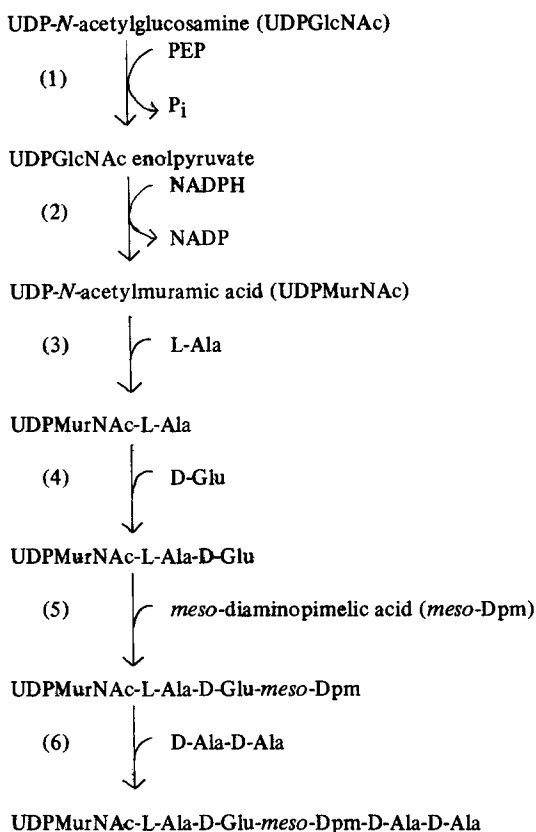 UDP-N-acetylglucosamine (UDPGlcNAc)
PEP
(1)
Pi
UDPGlcNAc enolpyruvate
NADPH
(2)
NADP
UDP-N-acetylmuramic acid (UDPMurNAc)
(3) L-Ala
UDPMurNAc-L-Ala
(4) D-Glu
UDPMurNAc-L-Ala-D-Glu
(5) meso-diaminopimelic acid (meso-Dpm)
UDPMurNAc-L-Ala-D-Glu-meso-Dpm
(6) D-Ala-D-Ala
UDPMurNAc-L-Ala-D-Glu-meso-Dpm-D-Ala-D-Ala